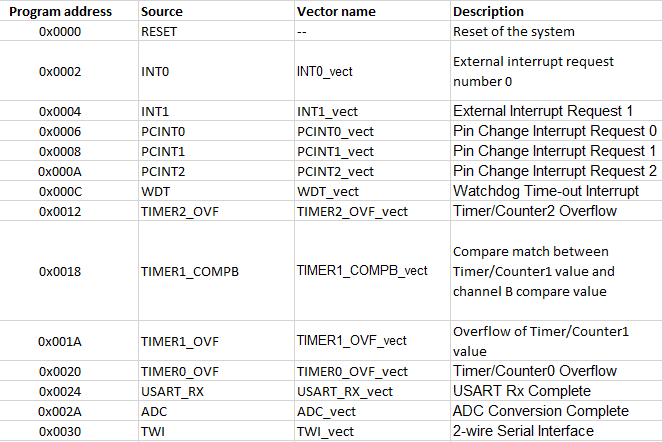 Program address Source Vector name Description
0x0000 RESET -- Reset of the system
External interrupt request
0x0002 INT0 INT0_vect number 0
0x0004 INT1 INT1_vect External Interrupt Request 1
0x0006 PCINT0 PCINT0_vect Pin Change Interrupt Request 0
0x0008 PCINT1 PCINT1_vect Pin Change Interrupt Request 1
0x000A PCINT2 PCINT2_vect Pin Change Interrupt Request 2
0x000C WDT WDT_vect Watchdog Time-out Interrupt
0x0012 TIMER2_OVF TIMER2_OVF_vect Timer/Counter2 Overflow
Compare match between
0x0018 TIMER1_COMPB TIMER1_COMPB_vect Timer/Counter1 value and
channel B compare value
Overflow of Timer/Counter1
0x001A TIMER1_OVF TIMER1_OVF_vect value
0x0020 TIMER0_OVF TIMER0_OVF_vect Timer/Counter0 Overflow
0x0024 USART_RX USART_RX_vect USART Rx Complete
0x002A ADC ADC_vect ADC Conversion Complete
0x0030 TWI TWI_vect 2-wire Serial Interface